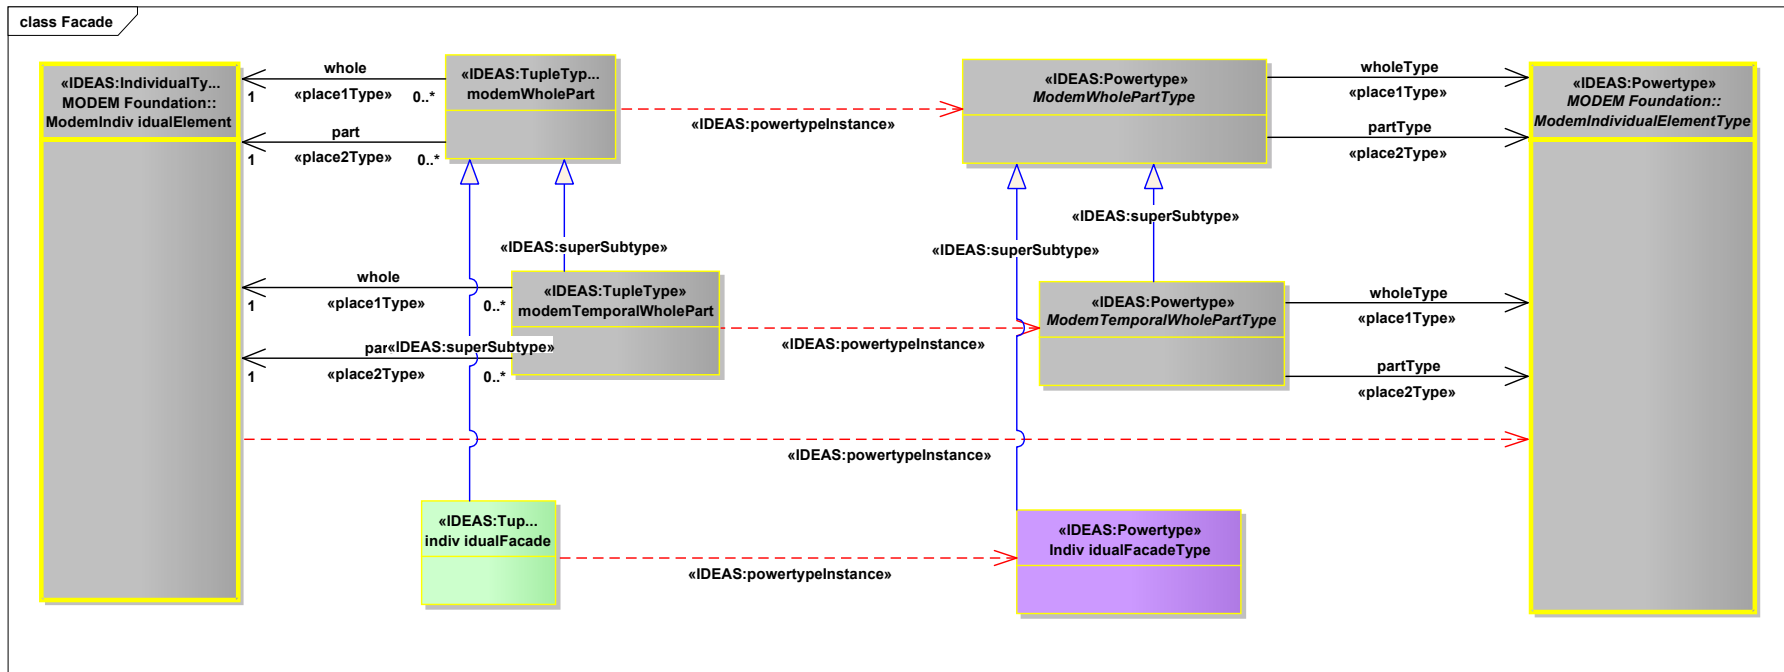 class Facade
«IDEAS:IndividualTy...
MODEM Foundation::
ModemIndiv idualElement
whole
«place1Type»
1
0..*
part
«place2Type»
1
0..*
«IDEAS:TupleTyp...
modemWholePart
«IDEAS:powertypeInstance»
«IDEAS:Powertype»
ModemWholePartType
wholeType
«place1Type»
partType
«place2Type»
«IDEAS:Powertype»
MODEM Foundation::
ModemIndividualElementType
«IDEAS:superSubtype»
«IDEAS:superSubtype»
«IDEAS:superSubtype»
whole
«place1Type»
1
0..*
par
«IDEAS:superSubtype»
«place2Type»
1
0..*
«IDEAS:TupleType»
modemTemporalWholePart
«IDEAS:powertypeInstance»
«IDEAS:Powertype»
ModemTemporalWholePartType
wholeType
«place1Type»
partType
«place2Type»
«IDEAS:powertypeInstance»
«IDEAS:Tup...
indiv idualFacade
«IDEAS:powertypeInstance»
«IDEAS:Powertype»
Indiv idualFacadeType